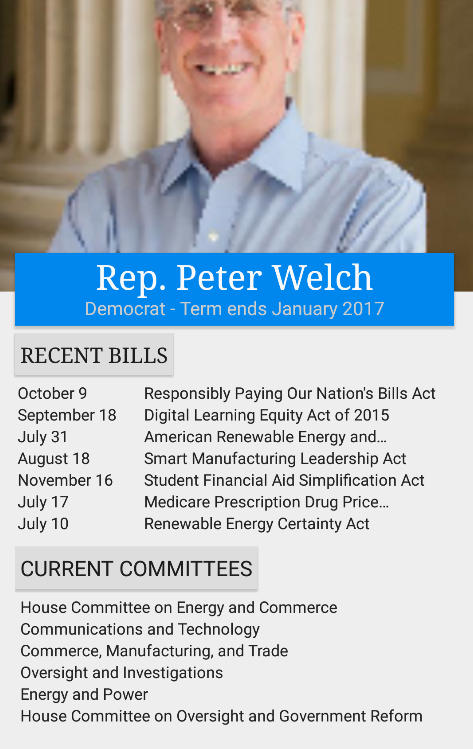 Rep. Peter Welch
Democrat - Term ends January 2017
RECENT BILLS
October 9 Responsibly Paying Our Nation's Bills Act
September 18 Digital Learning Equity Act of 2015
July 31 American Renewable Energy and...
August 18 Smart Manufacturing Leadership Act
November 16 Student Financial Aid Simplification Act
July 17 Medicare Prescription Drug Price...
July 10 Renewable Energy Certainty Act
CURRENT COMMITTEES
House Committee on Energy and Commerce
Communications and Technology
Commerce, Manufacturing, and Trade
Oversight and Investigations
Energy and Power
House Committee on Oversight and Government Reform